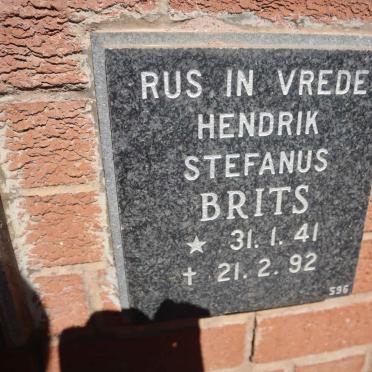 RUS IN VREDE
HENDRIK
STEFANUS
BRITS
★ 31. 1. 41
✝ 21. 2. 92
596